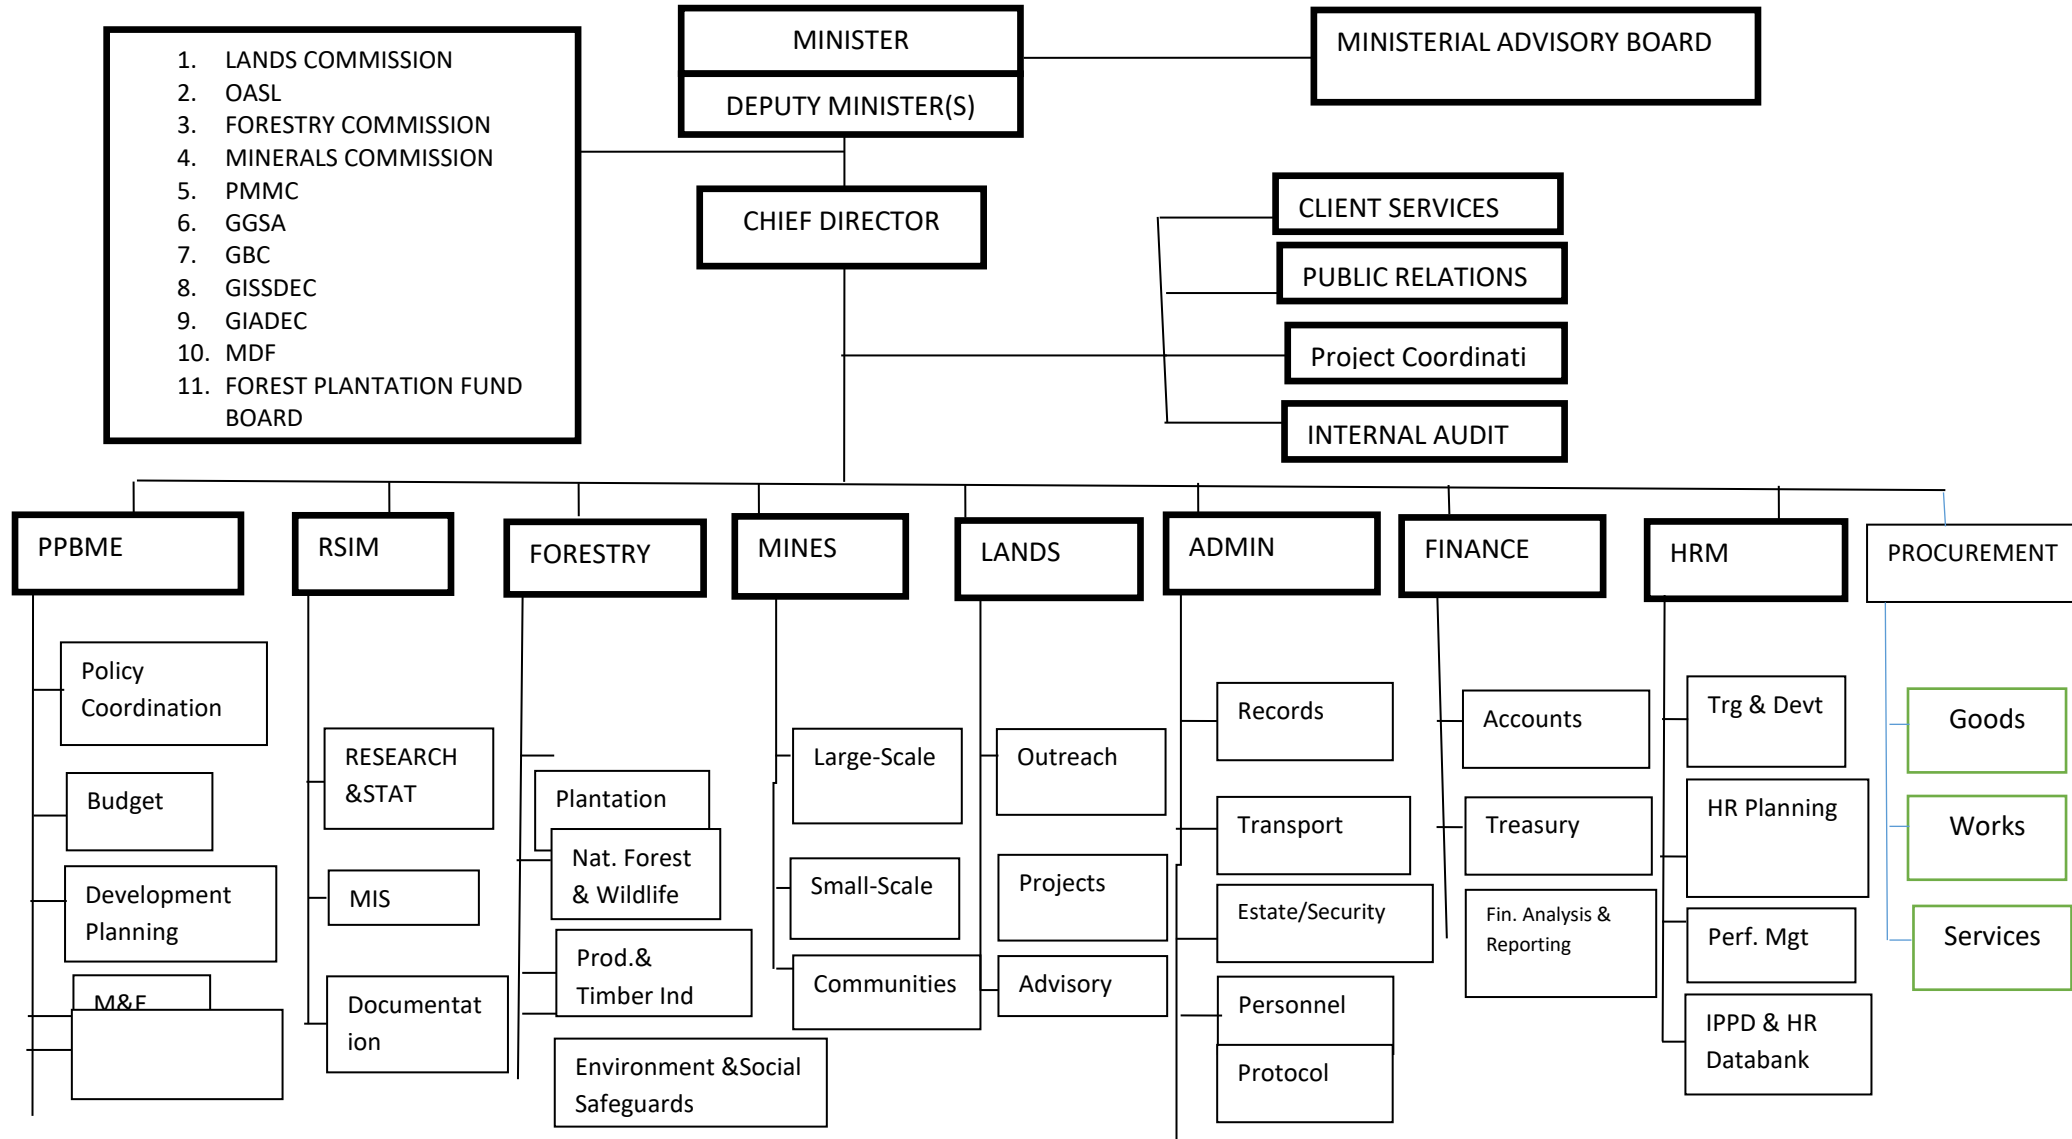 MINISTER
DEPUTY MINISTER(S)
MINISTERIAL ADVISORY BOARD
1. LANDS COMMISSION
2. OASL
3. FORESTRY COMMISSION
4. MINERALS COMMISSION
5. PMMC
6. GGSA
7. GBC
8. GISSDEC
9. GIADEC
10. MDF
11. FOREST PLANTATION FUND
BOARD
CHIEF DIRECTOR
CLIENT SERVICES
PUBLIC RELATIONS
Project Coordinati
INTERNAL AUDIT
PPBME
RSIM
FORESTRY
MINES
LANDS
ADMIN
FINANCE
HRM
PROCUREMENT
Policy
Coordination
Budget
Development
Planning
M&E
RESEARCH
&STAT
MIS
Documentat
ion
Plantation
Nat. Forest
& Wildlife
Prod.&
Timber Ind
Environment &Social
Safeguards
Large-Scale
Small-Scale
Communities
Outreach
Projects
Advisory
Records
Transport
Estate/Security
Personnel
Protocol
Accounts
Treasury
Fin. Analysis &
Reporting
Trg & Devt
HR Planning
Perf. Mgt
IPPD & HR
Databank
Goods
Works
Services